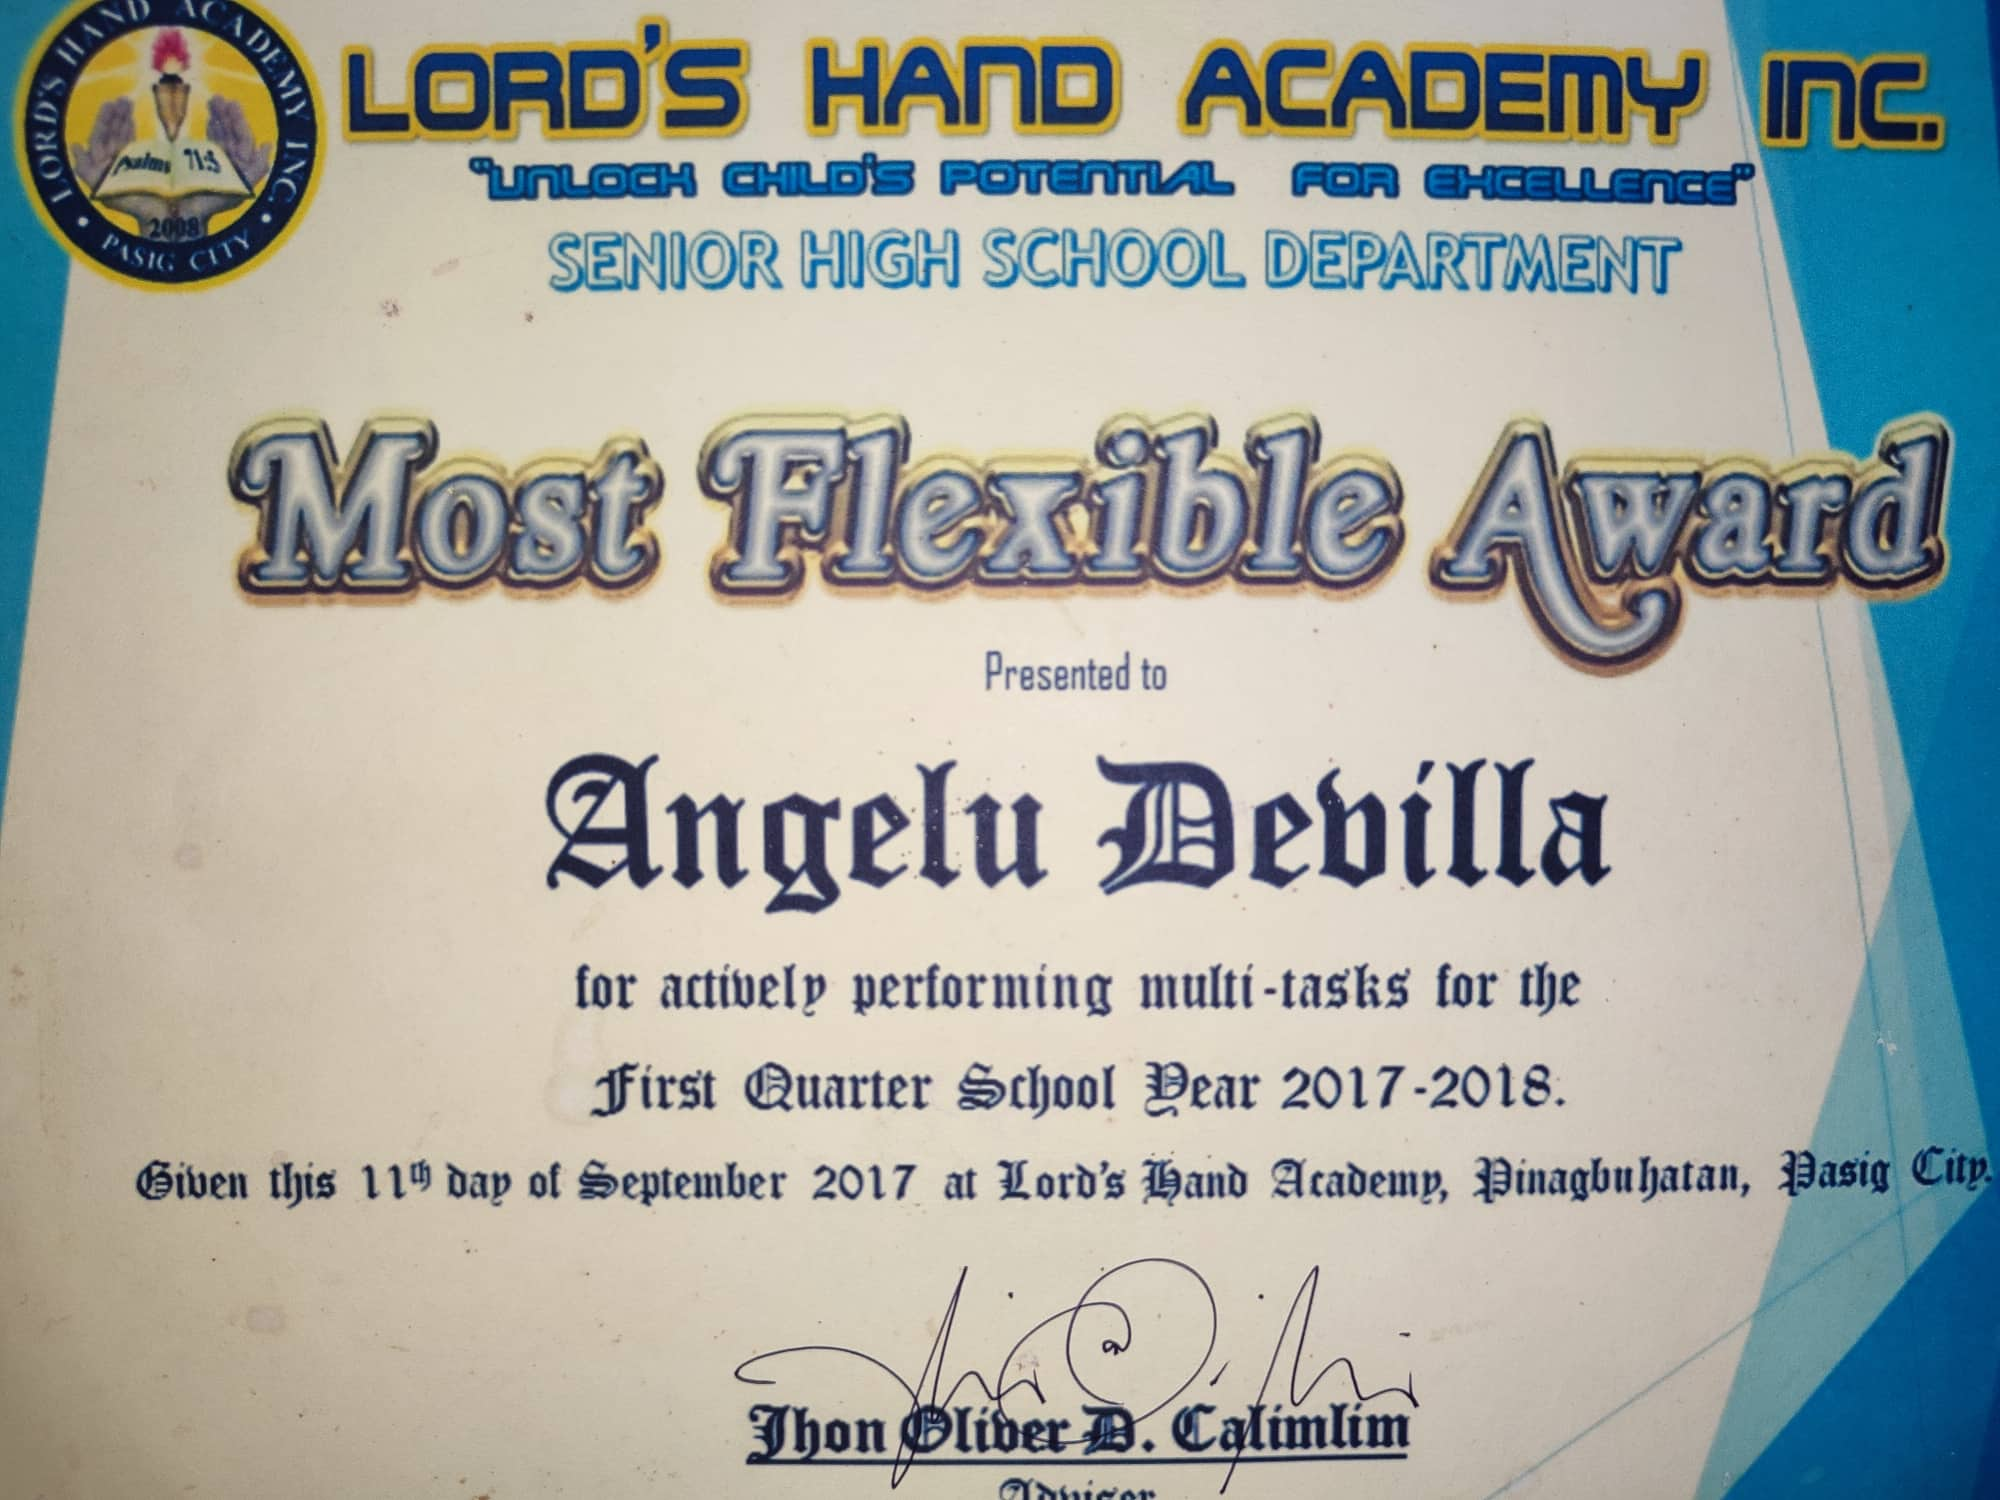 LORD'S HAND ACADEMY INC.
PASIG CITY
Psalms 71:5
2008
LORD'S HAND ACADEMY INC.
"UNLOCK CHILD'S POTENTIAL FOR EXCELLENCE"
SENIOR HIGH SCHOOL DEPARTMENT
Most Flexible Award
Presented to
Angelu Devilla
for actively performing multi-tasks for the
First Quarter School Year 2017-2018.
Given this 11th day of September 2017 at Lord's Hand Academy, Pinagbuhatan, Pasig City.
Jhon Oliver D. Calimlim
Adviser